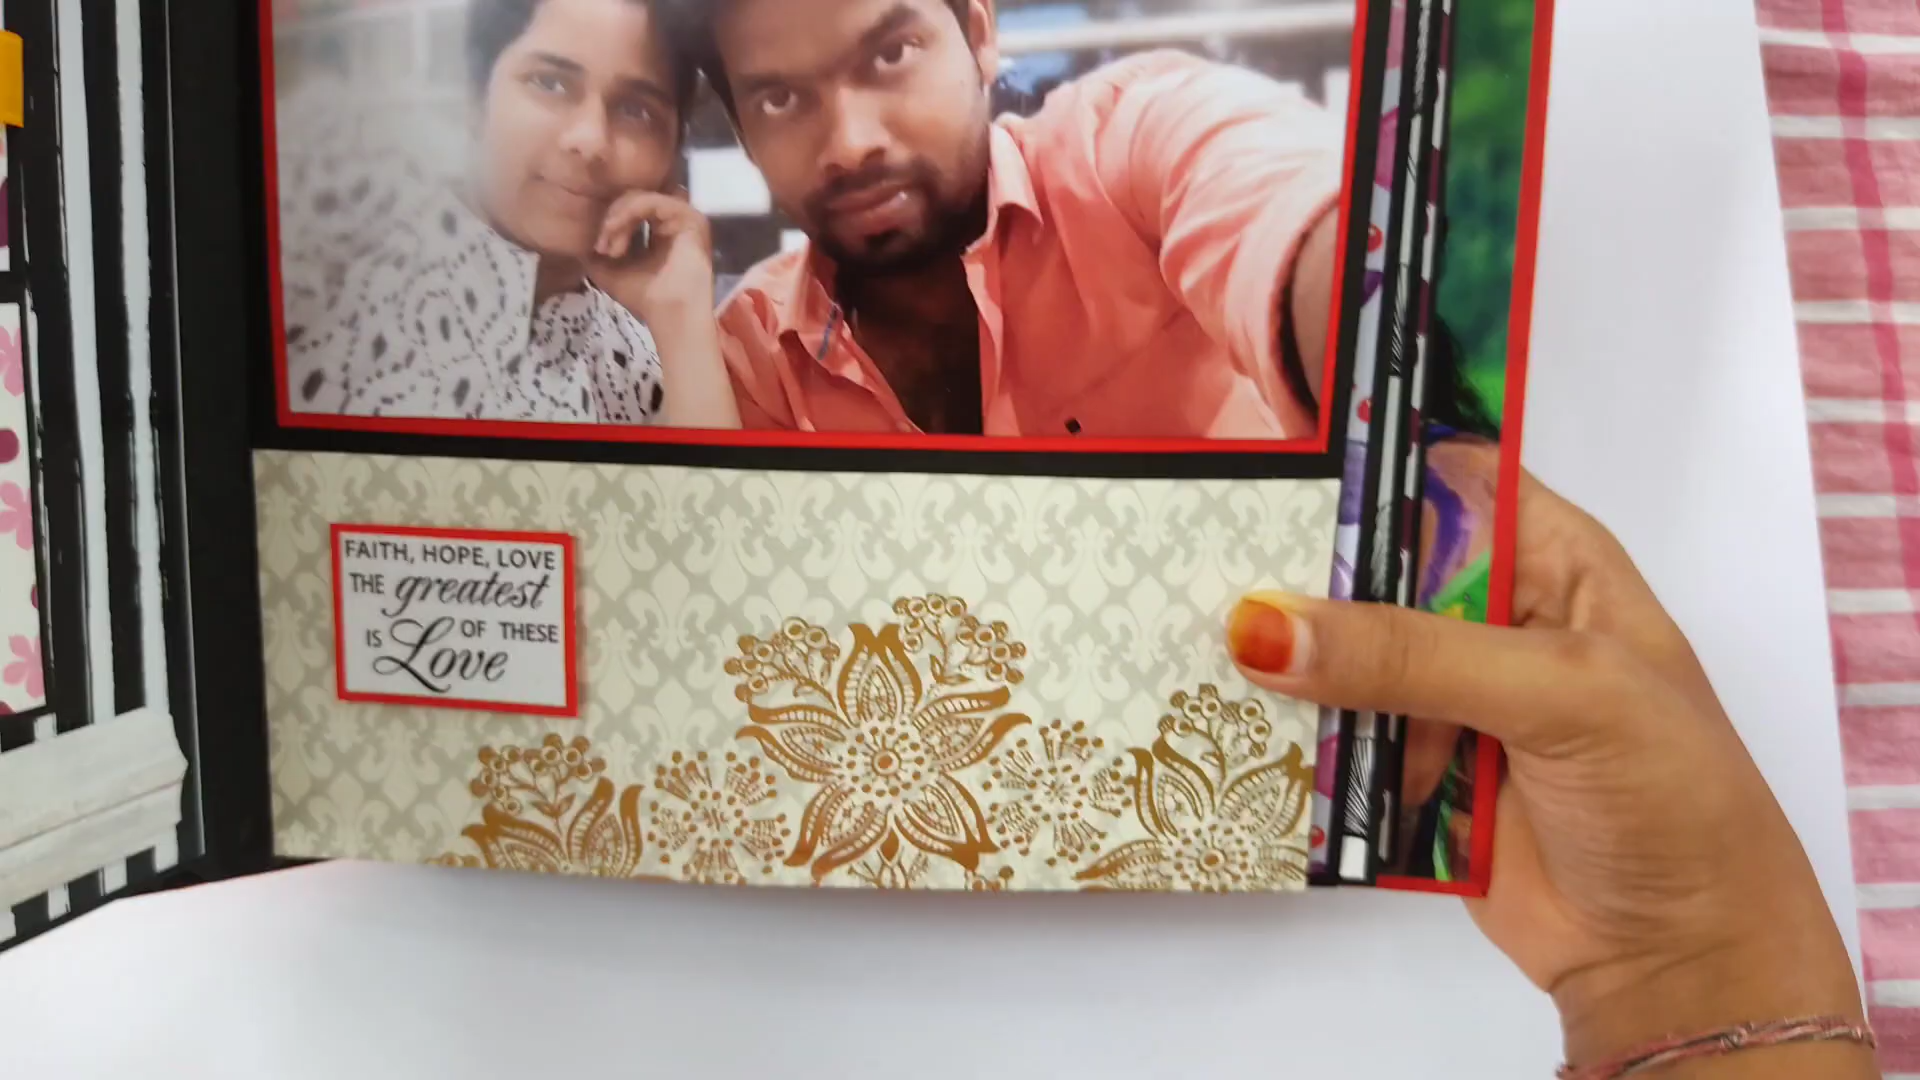 FAITH, HOPE, LOVE
THE greatest
OF THESE
IS Love